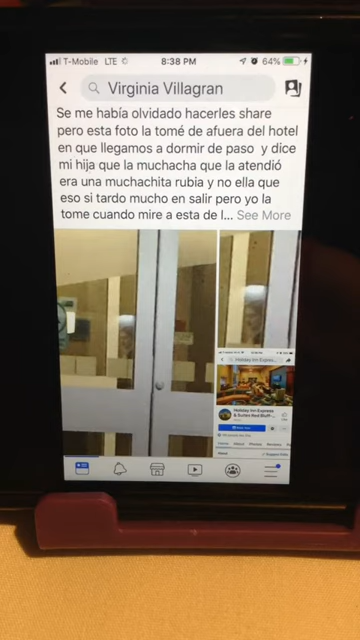 T-Mobile LTE 8:38 PM 64%
Virginia Villagran
Se me había olvidado hacerles share
pero esta foto la tomé de afuera del hotel
en que llegamos a dormir de paso y dice
mi hija que la muchacha que la atendió
era una muchachita rubia y no ella que
eso si tardo mucho en salir pero yo la
tome cuando mire a esta de l... See More
Holiday Inn Express
Holiday Inn Express
& Suites Red Bluff-